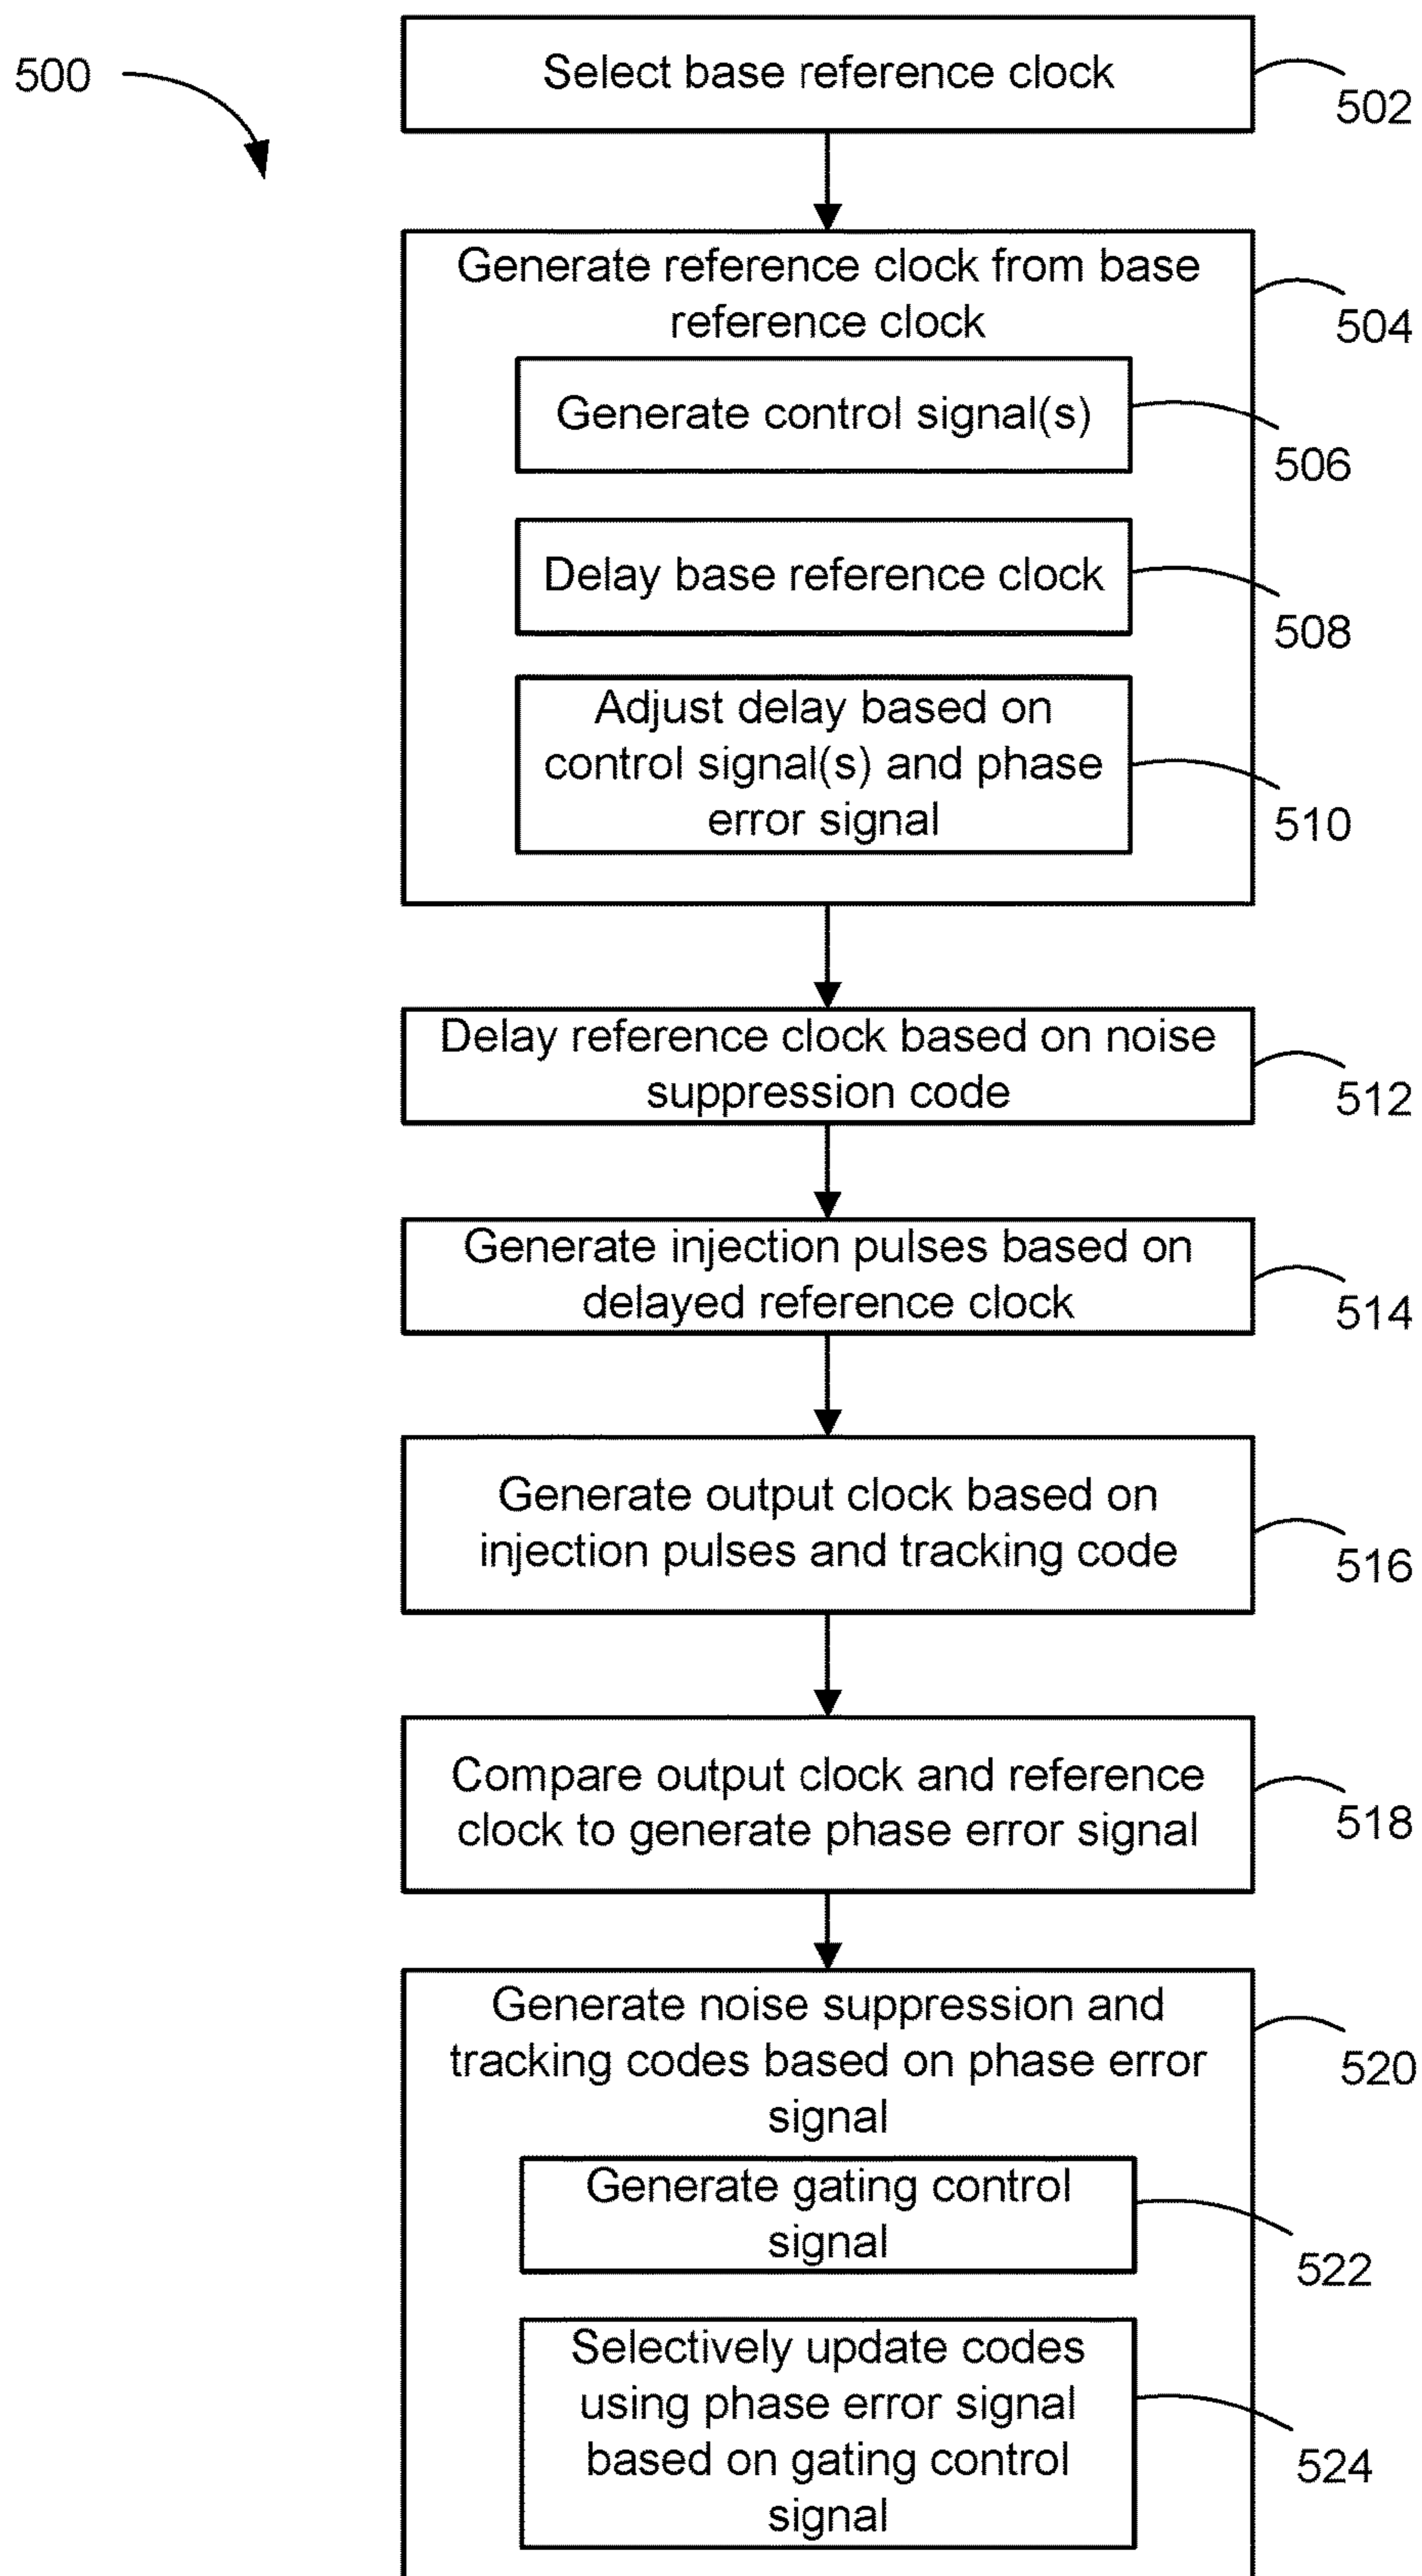 500
Select base reference clock
502
Generate reference clock from base
reference clock
504
Generate control signal(s)
506
Delay base reference clock
508
Adjust delay based on
control signal(s) and phase
error signal
510
Delay reference clock based on noise
suppression code
512
Generate injection pulses based on
delayed reference clock
514
Generate output clock based on
injection pulses and tracking code
516
Compare output clock and reference
clock to generate phase error signal
518
Generate noise suppression and
tracking codes based on phase error
signal
520
Generate gating control
signal
522
Selectively update codes
using phase error signal
based on gating control
signal
524